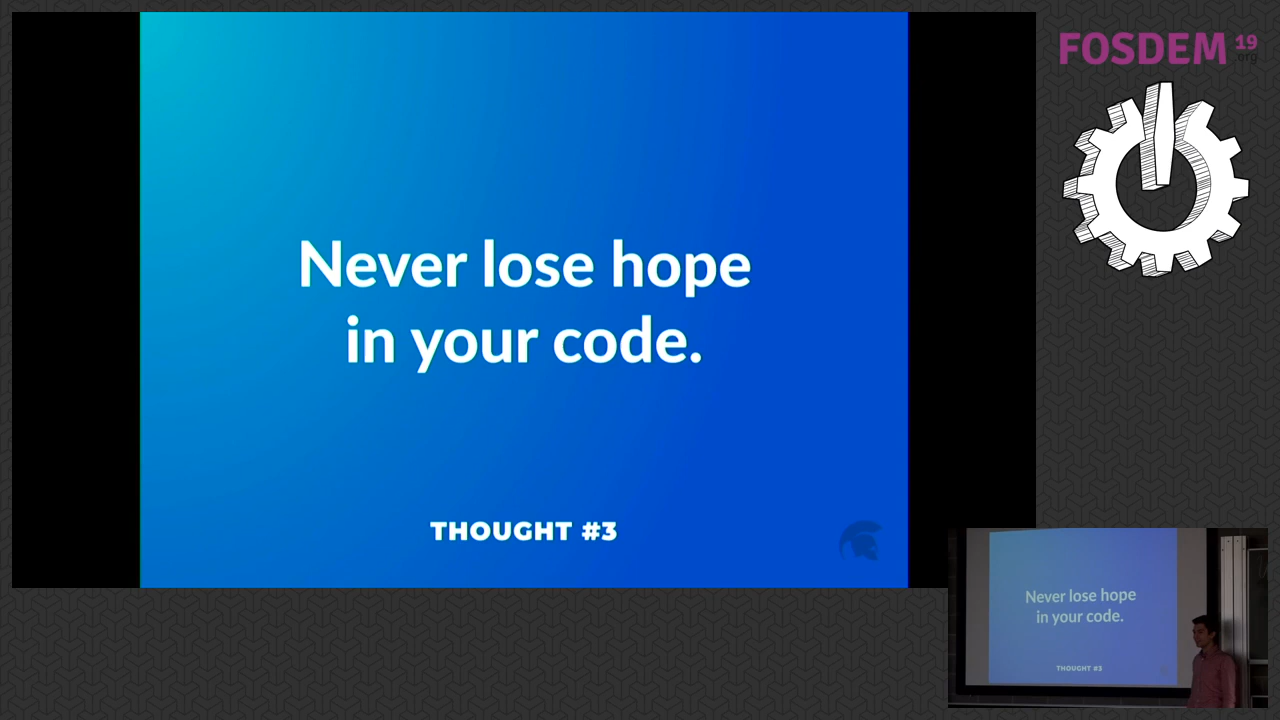 Never lose hope
in your code.
THOUGHT #3
FOSDEM 19
.org
Never lose hope
in your code.
THOUGHT #3